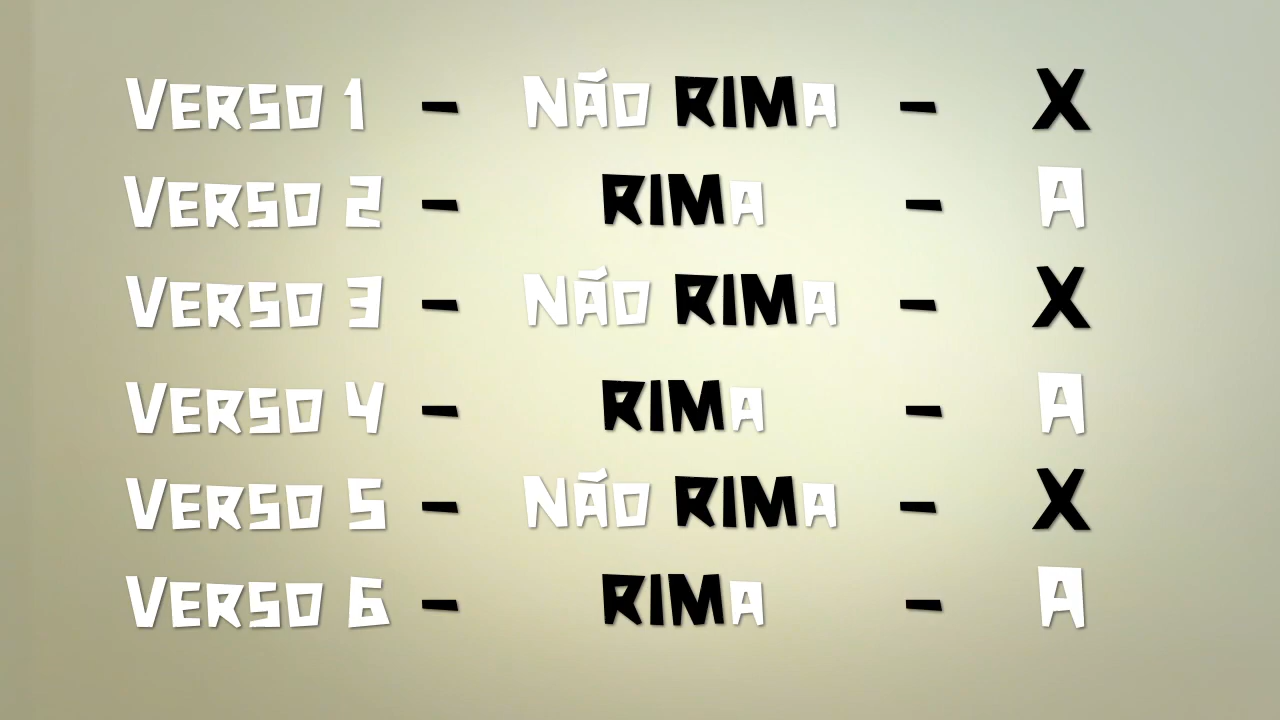 Verso 1 - Não RIMA - X
Verso 2 - RIMA - A
Verso 3 - Não RIMA - X
Verso 4 - RIMA - A
Verso 5 - Não RIMA - X
Verso 6 - RIMA - A